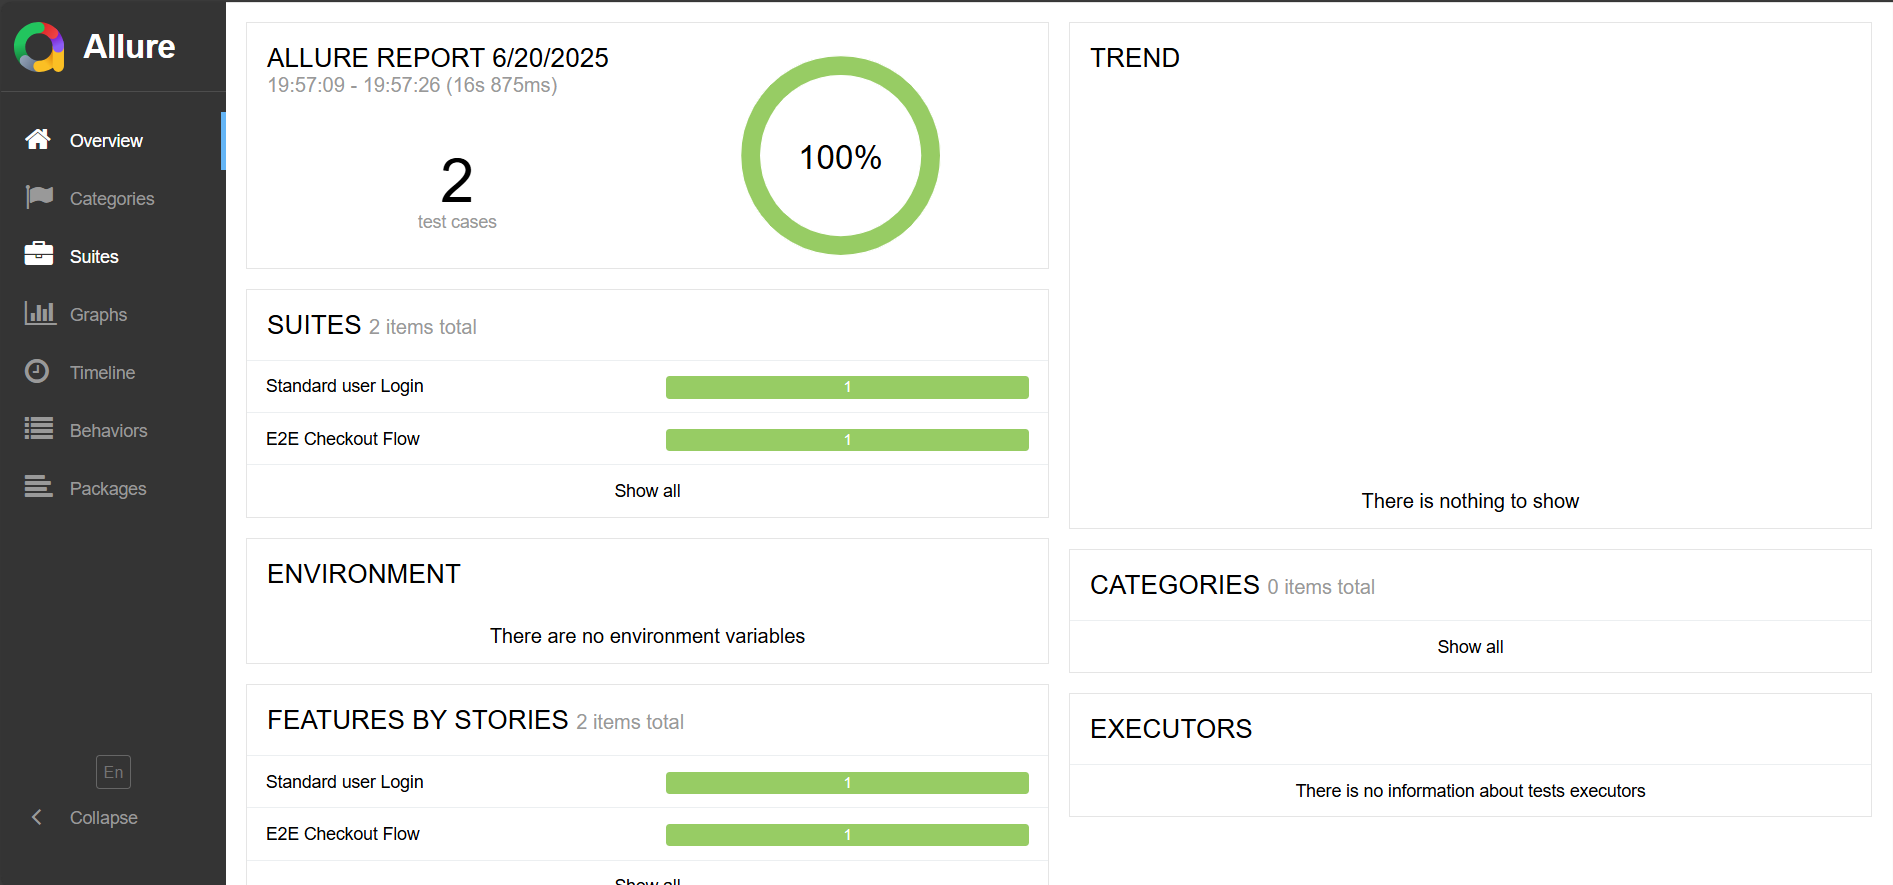 Allure
Overview
Categories
Suites
Graphs
Timeline
Behaviors
Packages
En
Collapse
ALLURE REPORT 6/20/2025
19:57:09 - 19:57:26 (16s 875ms)
2
test cases
100%
SUITES 2 items total
Standard user Login 1
E2E Checkout Flow 1
Show all
ENVIRONMENT
There are no environment variables
FEATURES BY STORIES 2 items total
Standard user Login 1
E2E Checkout Flow 1
Show all
TREND
There is nothing to show
CATEGORIES 0 items total
Show all
EXECUTORS
There is no information about tests executors